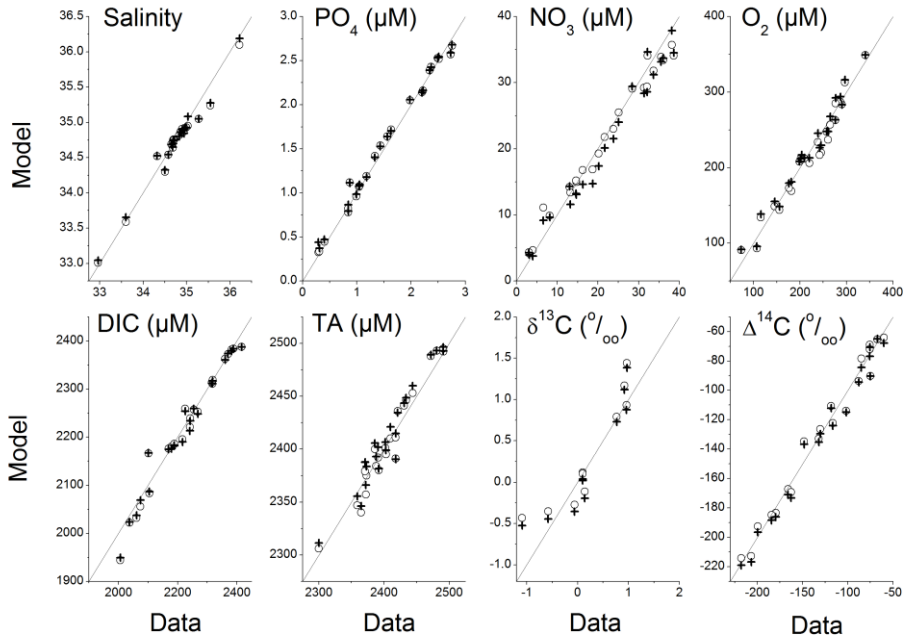 Salinity
PO4 (µM)
NO3 (µM)
O2 (µM)
Model
36.5
36.0
35.5
35.0
34.5
34.0
33.5
33.0
33 34 35 36
3.0
2.5
2.0
1.5
1.0
0.5
0.0
0 1 2 3
40
30
20
10
0
0 10 20 30 40
400
300
200
100
100 200 300 400
DIC (µM)
TA (µM)
δ13C (o/oo)
Δ14C (o/oo)
Model
2400
2300
2200
2100
2000
1900
2000 2200 2400
2500
2450
2400
2350
2300
2300 2400 2500
2.0
1.5
1.0
0.5
0.0
-0.5
-1.0
-1 0 1 2
-60
-80
-100
-120
-140
-160
-180
-200
-220
-200 -150 -100 -50
Data
Data
Data
Data